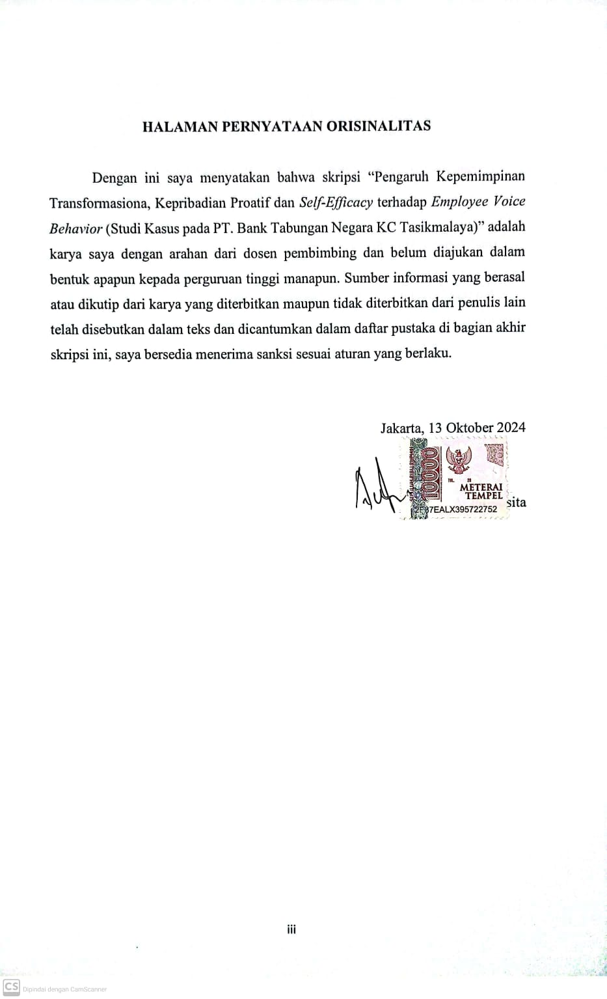 HALAMAN PERNYATAAN ORISINALITAS
Dengan ini saya menyatakan bahwa skripsi “Pengaruh Kepemimpinan
Transformasiona, Kepribadian Proatif dan Self-Efficacy terhadap Employee Voice
Behavior (Studi Kasus pada PT. Bank Tabungan Negara KC Tasikmalaya)” adalah
karya saya dengan arahan dari dosen pembimbing dan belum diajukan dalam
bentuk apapun kepada perguruan tinggi manapun. Sumber informasi yang berasal
atau dikutip dari karya yang diterbitkan maupun tidak diterbitkan dari penulis lain
telah disebutkan dalam teks dan dicantumkan dalam daftar pustaka di bagian akhir
skripsi ini, saya bersedia menerima sanksi sesuai aturan yang berlaku.
Jakarta, 13 Oktober 2024
10000
METERAI
TEMPEL
7EALX395722752
sita
iii
CS Dipindai dengan CamScanner